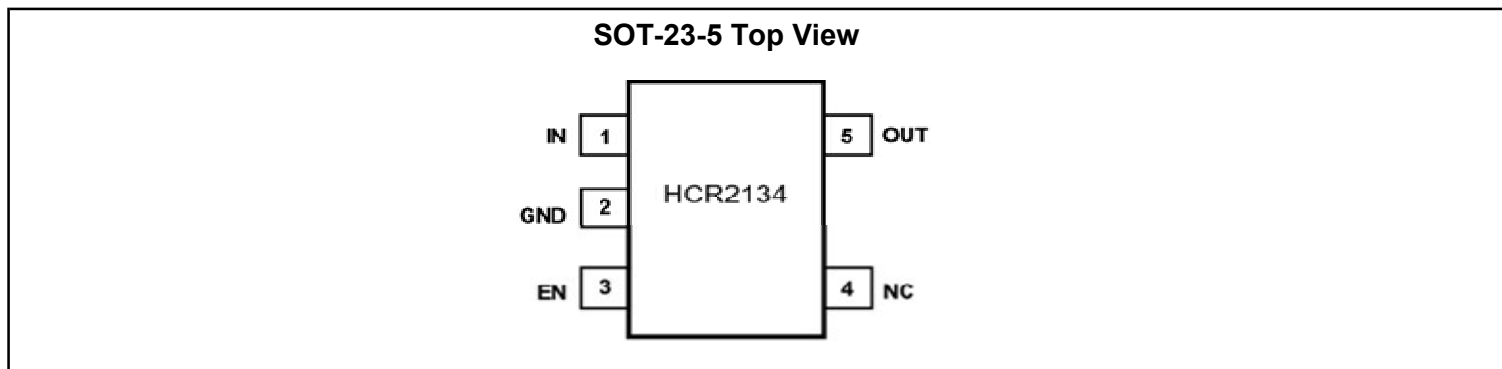 SOT-23-5 Top View
IN 1 5 OUT
HCR2134
GND 2
EN 3 4 NC